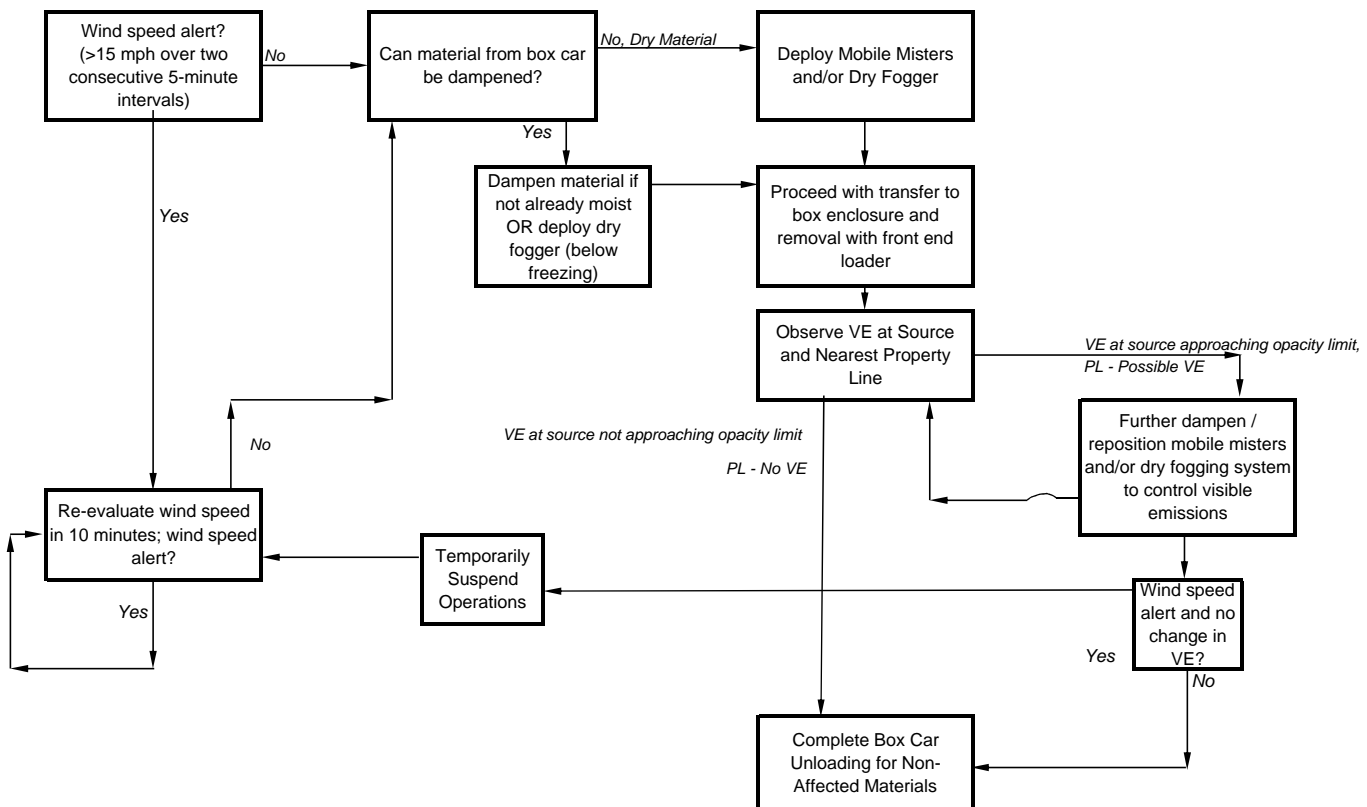 Wind speed alert?
(>15 mph over two
consecutive 5-minute
intervals)
No
Can material from box car
be dampened?
No, Dry Material
Deploy Mobile Misters
and/or Dry Fogger
Yes
Yes
Dampen material if
not already moist
OR deploy dry
fogger (below
freezing)
Proceed with transfer to
box enclosure and
removal with front end
loader
Observe VE at Source
and Nearest Property
Line
VE at source approaching opacity limit,
PL - Possible VE
VE at source not approaching opacity limit
PL - No VE
Further dampen /
reposition mobile misters
and/or dry fogging system
to control visible
emissions
No
Re-evaluate wind speed
in 10 minutes; wind speed
alert?
Yes
Temporarily
Suspend
Operations
Wind speed
alert and no
change in
VE?
Yes
No
Complete Box Car
Unloading for Non-
Affected Materials